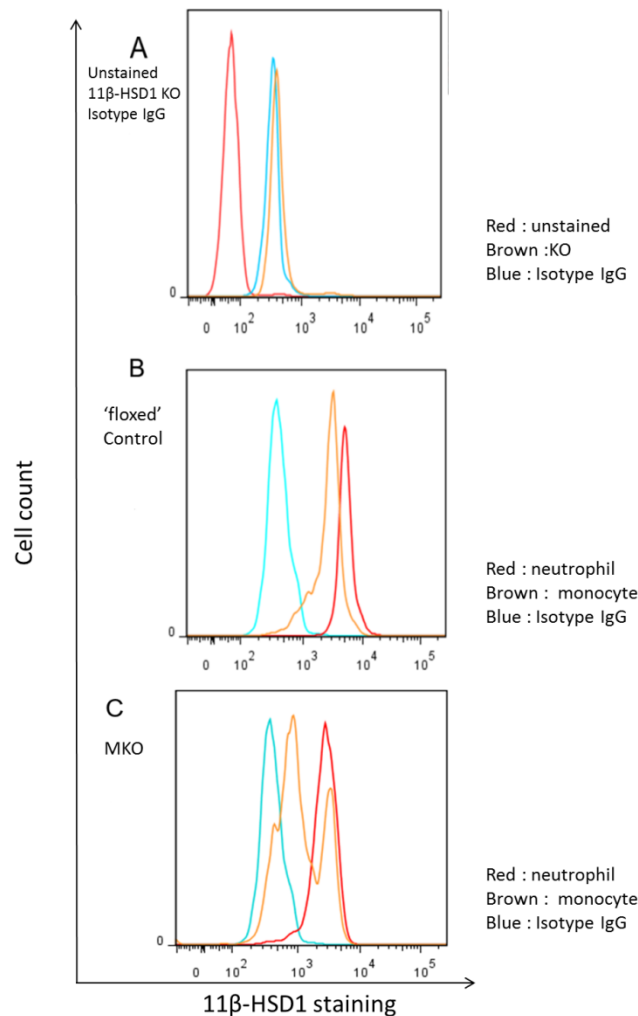 A
Unstained
11β-HSD1 KO
Isotype IgG
0
0 10² 10³ 10⁴ 10⁵
Red : unstained
Brown :KO
Blue : Isotype IgG
B
‘floxed’
Control
0
0 10² 10³ 10⁴ 10⁵
Red : neutrophil
Brown : monocyte
Blue : Isotype IgG
C
MKO
0
0 10² 10³ 10⁴ 10⁵
Red : neutrophil
Brown : monocyte
Blue : Isotype IgG
Cell count
11β-HSD1 staining